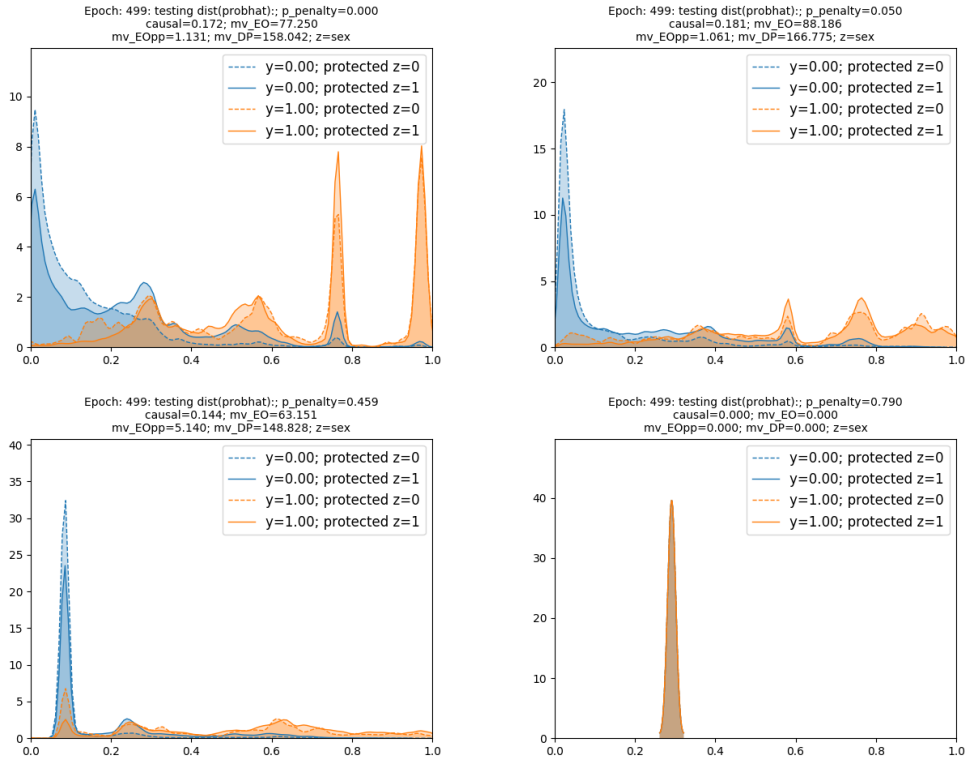 Epoch: 499: testing dist(probhat):; p_penalty=0.000
causal=0.172; mv_EO=77.250
mv_EOpp=1.131; mv_DP=158.042; z=sex
y=0.00; protected z=0
y=0.00; protected z=1
y=1.00; protected z=0
y=1.00; protected z=1
10
8
6
4
2
0
0.0 0.2 0.4 0.6 0.8 1.0
Epoch: 499: testing dist(probhat):; p_penalty=0.050
causal=0.181; mv_EO=88.186
mv_EOpp=1.061; mv_DP=166.775; z=sex
y=0.00; protected z=0
y=0.00; protected z=1
y=1.00; protected z=0
y=1.00; protected z=1
20
15
10
5
0
0.0 0.2 0.4 0.6 0.8 1.0
Epoch: 499: testing dist(probhat):; p_penalty=0.459
causal=0.144; mv_EO=63.151
mv_EOpp=5.140; mv_DP=148.828; z=sex
y=0.00; protected z=0
y=0.00; protected z=1
y=1.00; protected z=0
y=1.00; protected z=1
40
35
30
25
20
15
10
5
0
0.0 0.2 0.4 0.6 0.8 1.0
Epoch: 499: testing dist(probhat):; p_penalty=0.790
causal=0.000; mv_EO=0.000
mv_EOpp=0.000; mv_DP=0.000; z=sex
y=0.00; protected z=0
y=0.00; protected z=1
y=1.00; protected z=0
y=1.00; protected z=1
40
30
20
10
0
0.0 0.2 0.4 0.6 0.8 1.0